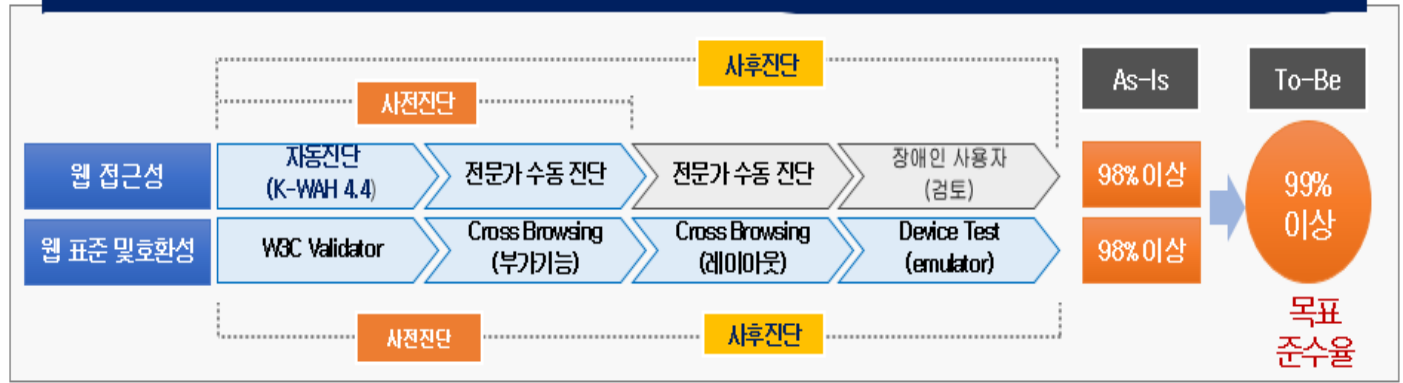 사후진단
As-Is
To-Be
사전진단
웹 접근성
자동진단
(K-WAH 4.4)
전문가 수동 진단
전문가 수동 진단
장애인 사용자
(검토)
98% 이상
99%
이상
웹 표준 및호환성
W3C Validator
Cross Browsing
(부가기능)
Cross Browsing
(레이아웃)
Device Test
(emulator)
98% 이상
사전진단
사후진단
목표
준수율